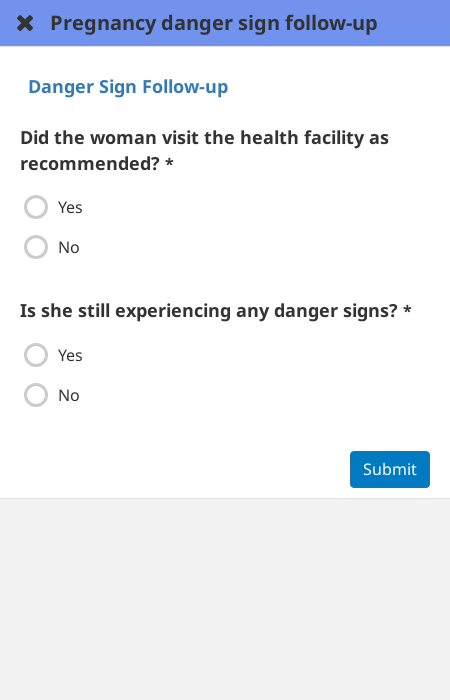 ✖ Pregnancy danger sign follow-up
Danger Sign Follow-up
Did the woman visit the health facility as
recommended? *
Yes
No
Is she still experiencing any danger signs? *
Yes
No
Submit